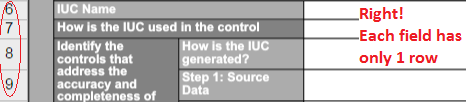 6 IUC Name
7 How is the IUC used in the control
8
9
Identify the
controls that
address the
accuracy and
completeness of
How is the IUC
generated?
Step 1: Source
Data
Right!
Each field has
only 1 row